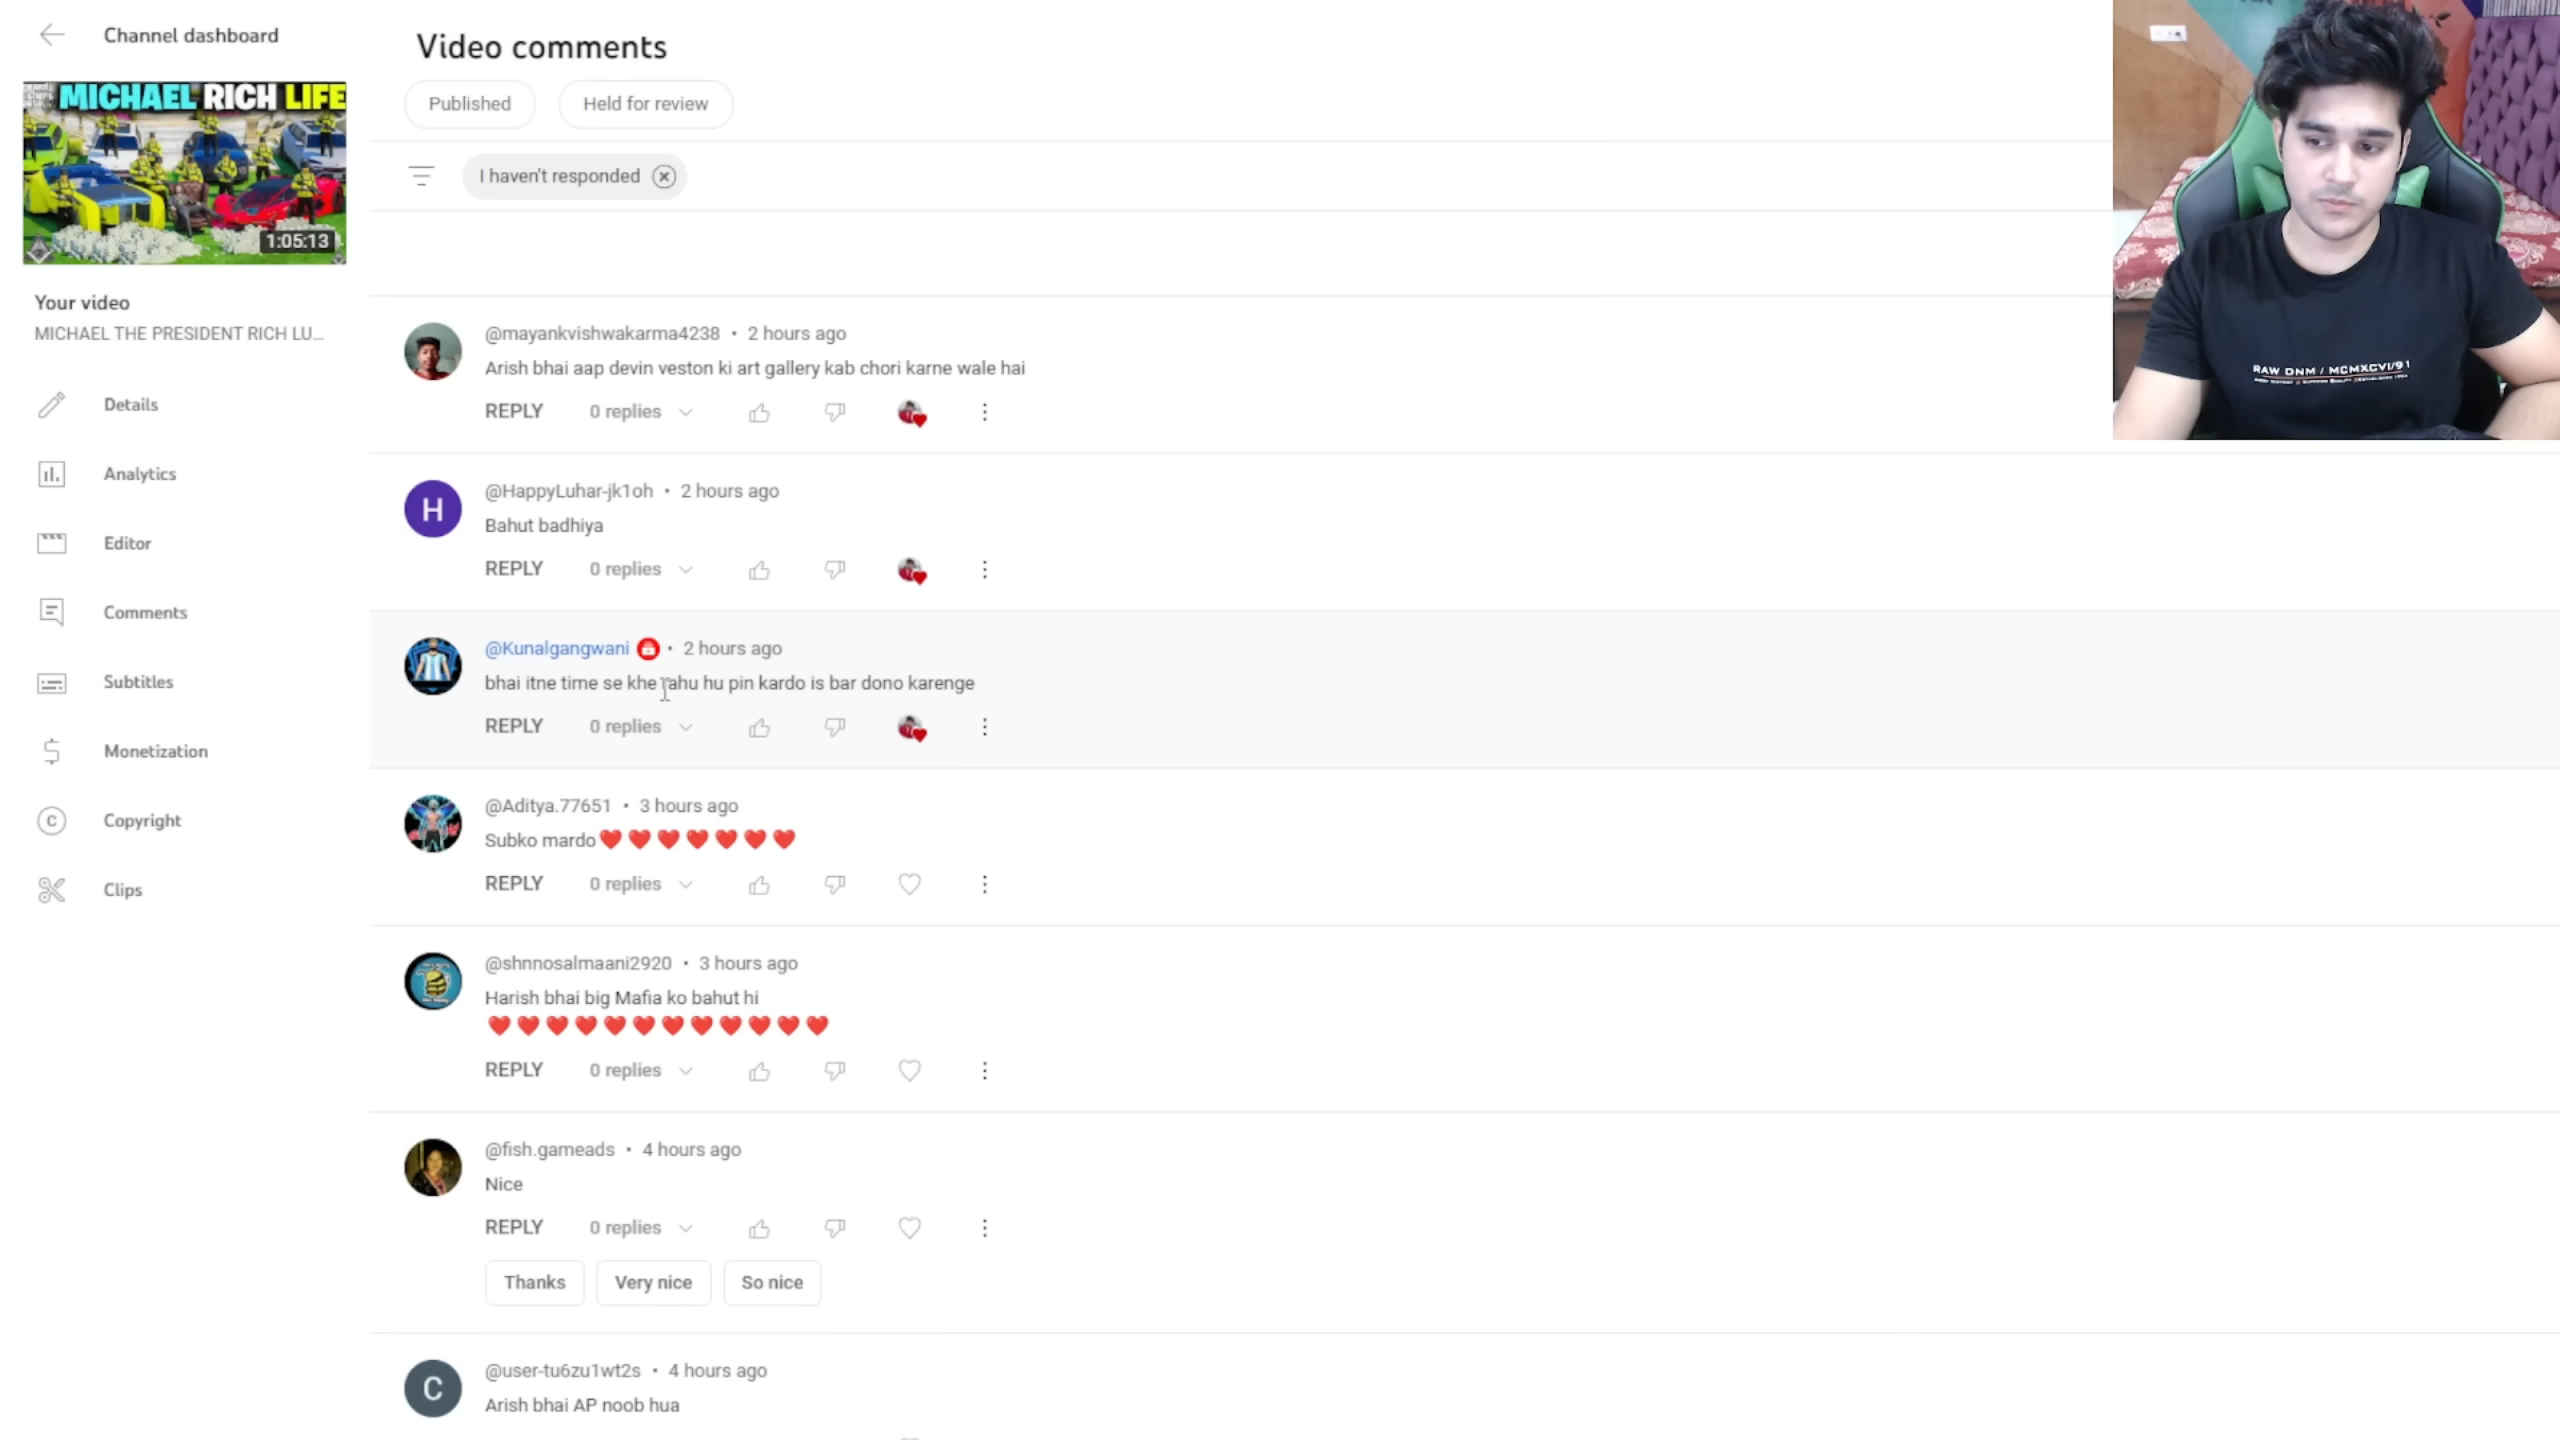 Channel dashboard
MICHAEL RICH LIFE
1:05:13
Your video
MICHAEL THE PRESIDENT RICH LU...
Details
Analytics
Editor
Comments
Subtitles
Monetization
Copyright
Clips
Video comments
Published
Held for review
I haven't responded
@mayankvishwakarma4238 • 2 hours ago
Arish bhai aap devin veston ki art gallery kab chori karne wale hai
REPLY 0 replies
H
@HappyLuhar-jk1oh • 2 hours ago
Bahut badhiya
REPLY 0 replies
@Kunalgangwani • 2 hours ago
bhai itne time se khe rahu hu pin kardo is bar dono karenge
REPLY 0 replies
@Aditya.77651 • 3 hours ago
Subko mardo❤️❤️❤️❤️❤️❤️❤️
REPLY 0 replies
@shnnosalmaani2920 • 3 hours ago
Harish bhai big Mafia ko bahut hi
❤️❤️❤️❤️❤️❤️❤️❤️❤️❤️❤️❤️
REPLY 0 replies
@fish.gameads • 4 hours ago
Nice
REPLY 0 replies
Thanks Very nice So nice
C
@user-tu6zu1wt2s • 4 hours ago
Arish bhai AP noob hua
RAW DNM / MCMXCVI/91